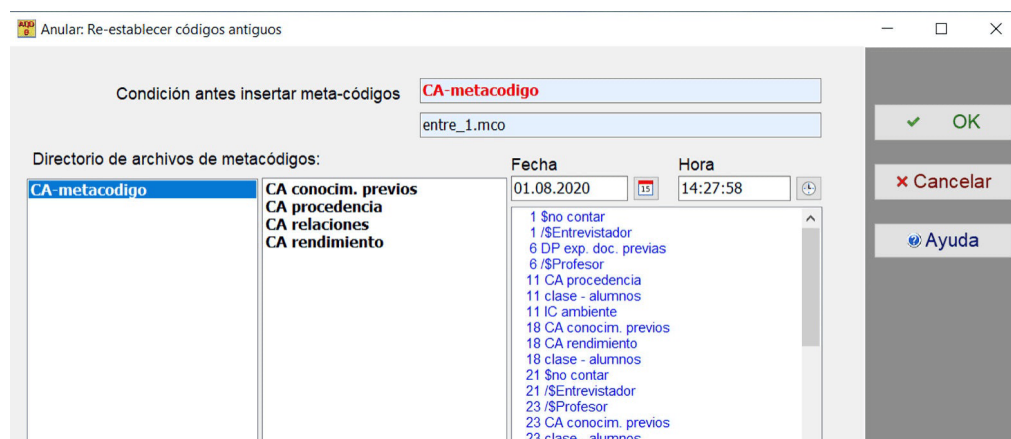 Anular: Re-establecer códigos antiguos
Condición antes insertar meta-códigos
CA-metacodigo
entre_1.mco
OK
Directorio de archivos de metacódigos:
Fecha
Hora
Cancelar
CA-metacodigo
CA conocim. previos
CA procedencia
CA relaciones
CA rendimiento
01.08.2020
15
14:27:58
Ayuda
1 $no contar
1 /$Entrevistador
6 DP exp. doc. previas
6 /$Profesor
11 CA procedencia
11 clase - alumnos
11 IC ambiente
18 CA conocim. previos
18 CA rendimiento
18 clase - alumnos
21 $no contar
21 /$Entrevistador
23 /$Profesor
23 CA conocim. previos
23 clase - alumnos